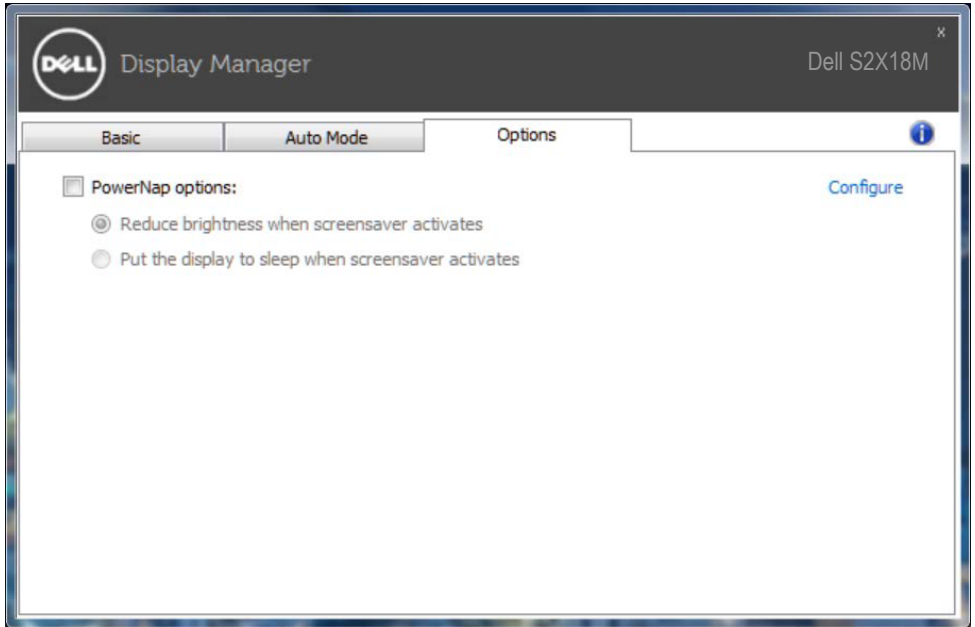 x
DELL Display Manager Dell S2X18M
Basic Auto Mode Options i
PowerNap options: Configure
Reduce brightness when screensaver activates
Put the display to sleep when screensaver activates